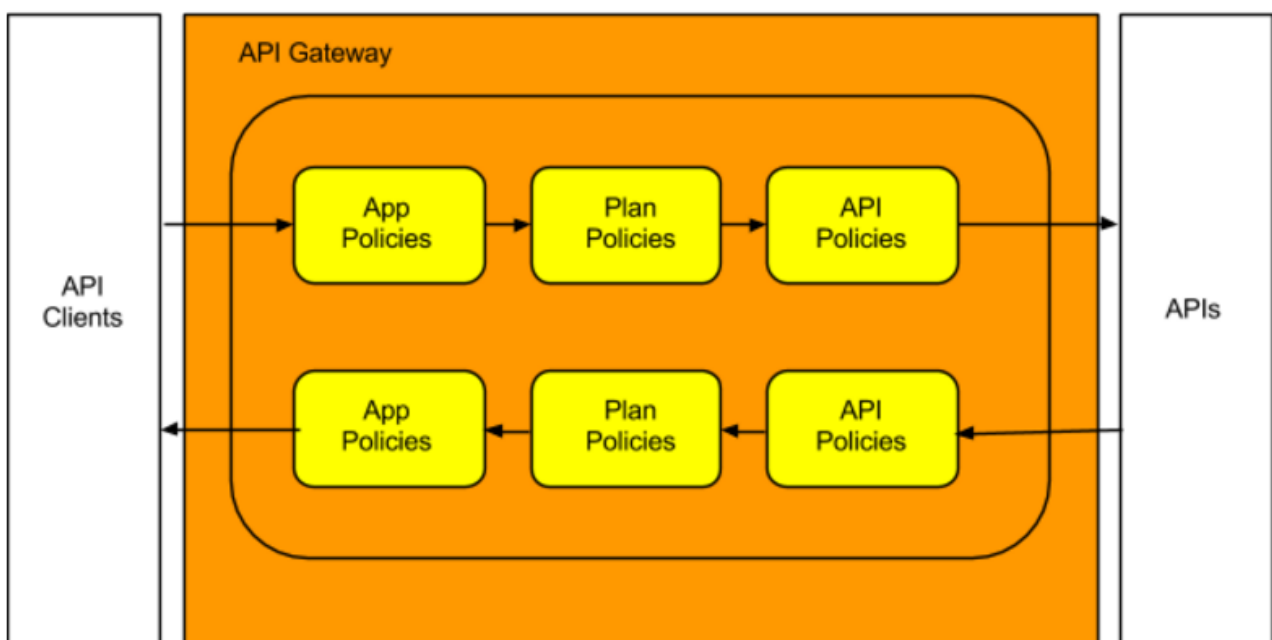 API Gateway
App
Policies
Plan
Policies
API
Policies
API
Clients
APIs
App
Policies
Plan
Policies
API
Policies